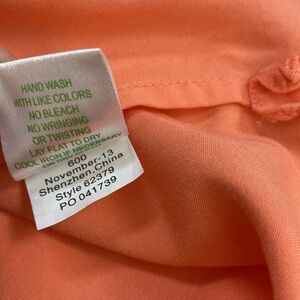 HAND WASH
WITH LIKE COLORS
NO BLEACH
NO WRINGING
OR TWISTING
LAY FLAT TO DRY
COOL IRON IF NECESSARY
600
November.13
Shenzhen,China
Style 62379
PO 041739